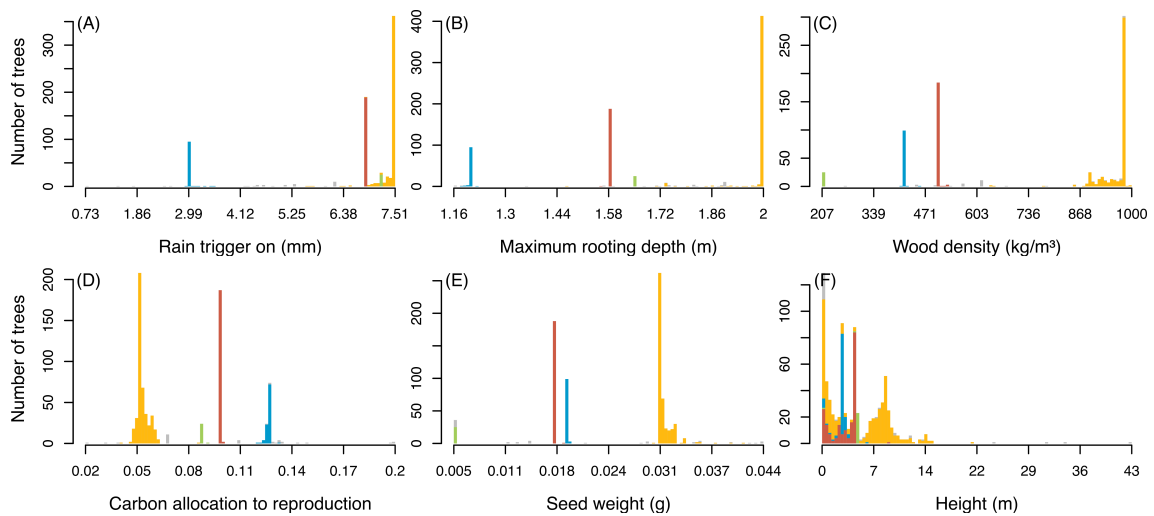 (A)
Number of trees
0 100 200 300
0.73 1.86 2.99 4.12 5.25 6.38 7.51
Rain trigger on (mm)
(B)
0 100 200 300 400
1.16 1.3 1.44 1.58 1.72 1.86 2
Maximum rooting depth (m)
(C)
0 50 150 250
207 339 471 603 736 868 1000
Wood density (kg/m³)
(D)
Number of trees
0 50 100 150 200
0.02 0.05 0.08 0.11 0.14 0.17 0.2
Carbon allocation to reproduction
(E)
0 50 100 200
0.005 0.011 0.018 0.024 0.031 0.037 0.044
Seed weight (g)
(F)
0 20 60 100
0 7 14 22 29 36 43
Height (m)